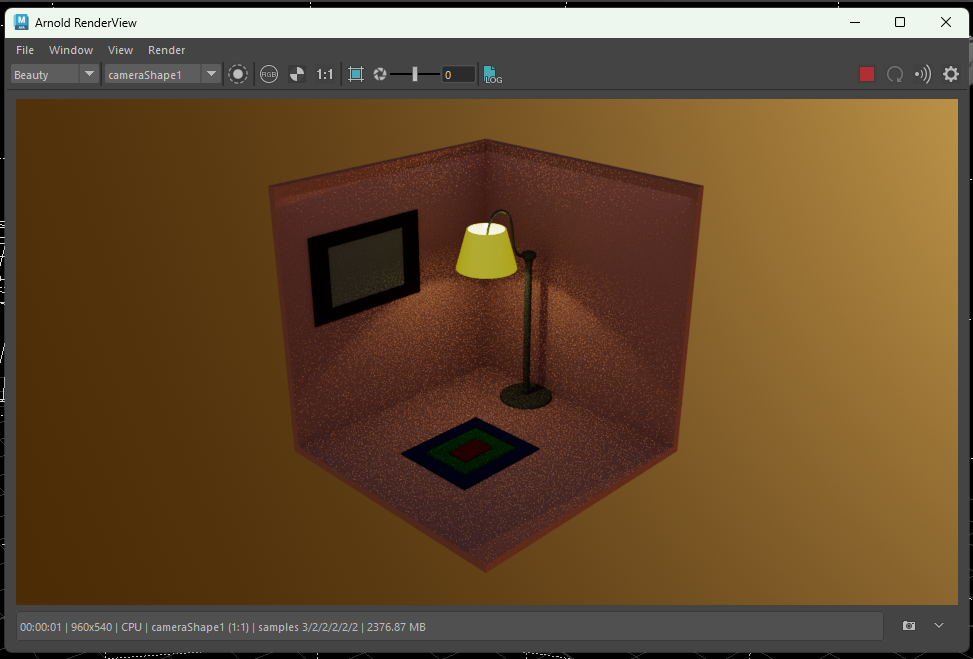 M Arnold RenderView
File Window View Render
Beauty cameraShape1 RGB 1:1 0 LOG
00:00:01 | 960x540 | CPU | cameraShape1 (1:1) | samples 3/2/2/2/2/2 | 2376.87 MB